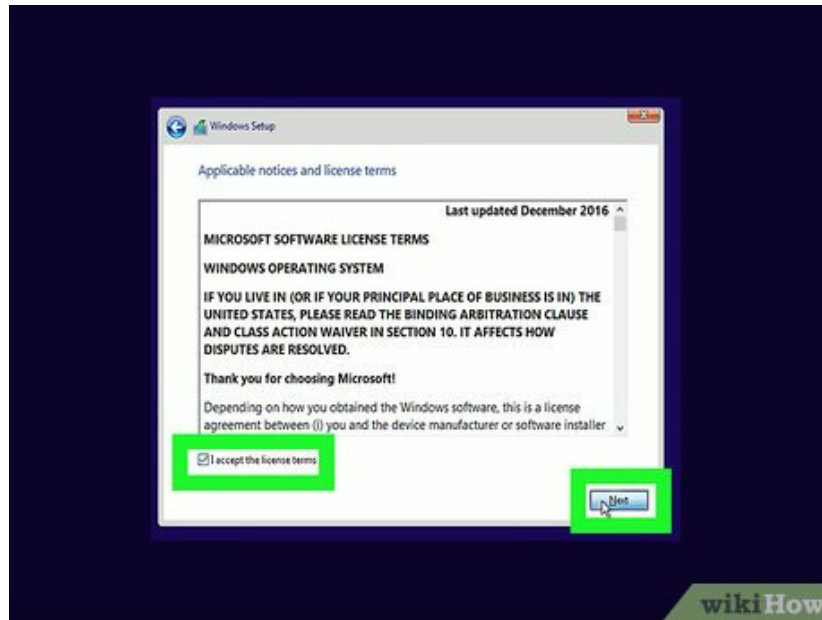 Windows Setup
Applicable notices and license terms
Last updated December 2016
MICROSOFT SOFTWARE LICENSE TERMS
WINDOWS OPERATING SYSTEM
IF YOU LIVE IN (OR IF YOUR PRINCIPAL PLACE OF BUSINESS IS IN) THE
UNITED STATES, PLEASE READ THE BINDING ARBITRATION CLAUSE
AND CLASS ACTION WAIVER IN SECTION 10. IT AFFECTS HOW
DISPUTES ARE RESOLVED.
Thank you for choosing Microsoft!
Depending on how you obtained the Windows software, this is a license
agreement between (i) you and the device manufacturer or software installer
I accept the license terms
Next
wikiHow